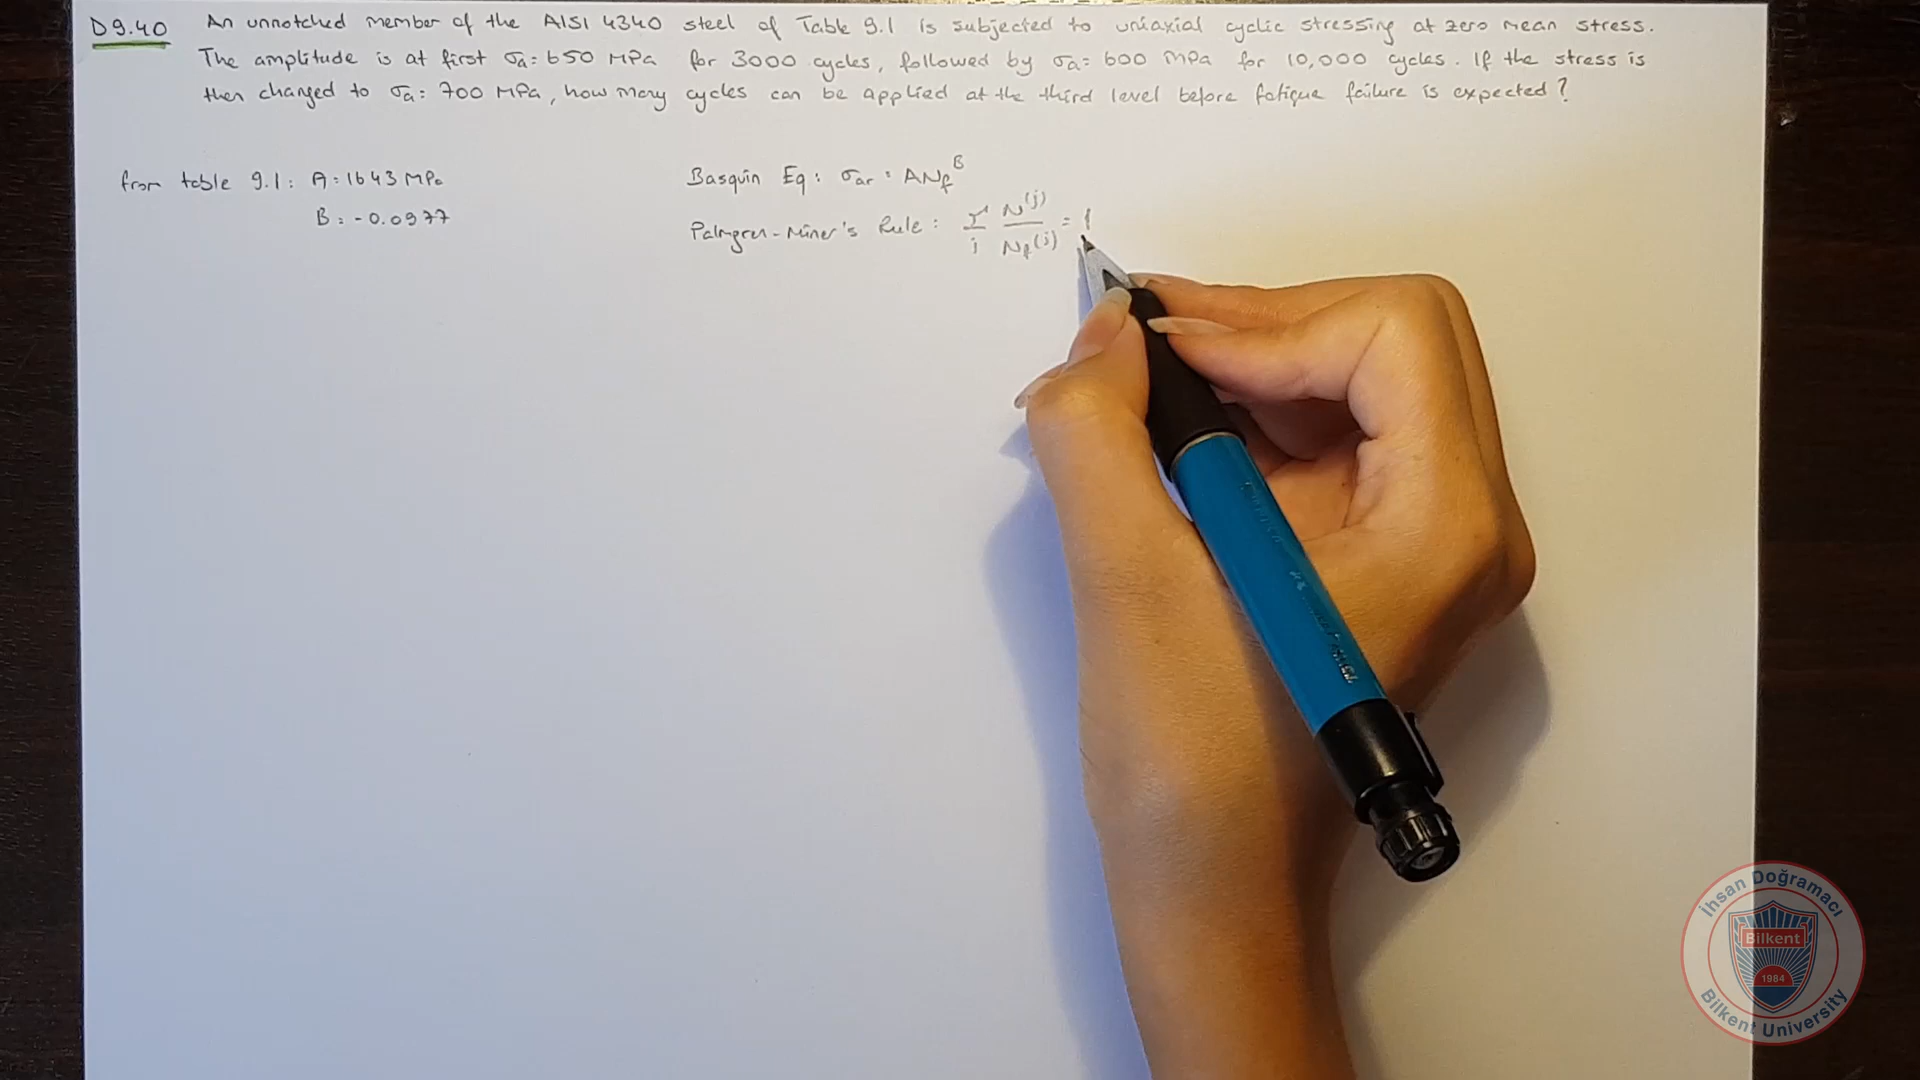 D9.40 An unnotched member of the AISI 4340 steel of Table 9.1 is subjected to uniaxial cyclic stressing at zero mean stress.
The amplitude is at first σa = 650 MPa for 3000 cycles, followed by σa = 600 MPa for 10,000 cycles. If the stress is
then changed to σa = 700 MPa, how many cycles can be applied at the third level before fatigue failure is expected?
from table 9.1: A = 1643 MPa
B = -0.0977
Basquin Eq: σar = ANf^B
Palmgren-Miner's Rule: Σj N(j)/Nf(j) = 1
İhsan Doğramacı
Bilkent
1984
Bilkent University